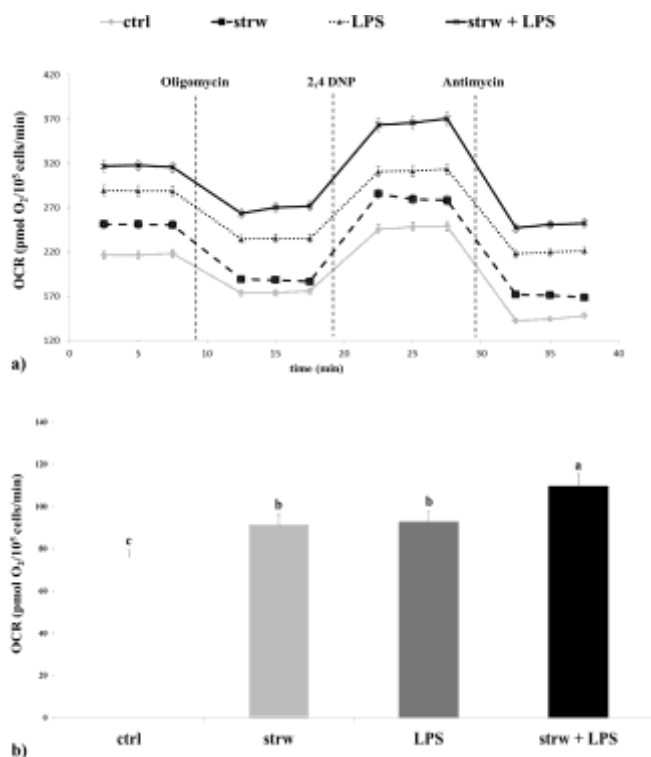 ctrl strw LPS strw + LPS
Oligomycin 2,4 DNP Antimycin
420
370
320
270
220
170
120
OCR (pmol O₂/10⁵ cells/min)
0 5 10 15 20 25 30 35 40
time (min)
a)
140
120
100
80
60
40
20
0
OCR (pmol O₂/10⁵ cells/min)
c b b a
ctrl strw LPS strw + LPS
b)